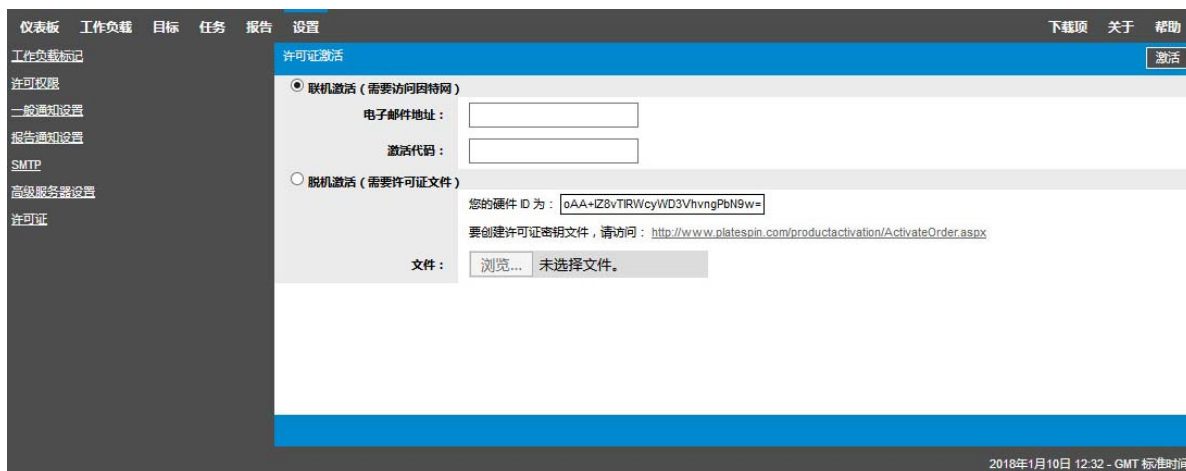 仪表板 工作负载 目标 任务 报告 设置 下载项 关于 帮助
工作负载标记
许可权限
一般通知设置
报告通知设置
SMTP
高级服务器设置
许可证
许可证激活 激活
联机激活（需要访问因特网）
电子邮件地址：
激活代码：
脱机激活（需要许可证文件）
您的硬件 ID 为： oAA+IZ8vTIRWcyWD3VhvngPbN9w=
要创建许可证密钥文件，请访问： http://www.platespin.com/productactivation/ActivateOrder.aspx
文件： 浏览... 未选择文件。
2018年1月10日 12:32 - GMT 标准时间